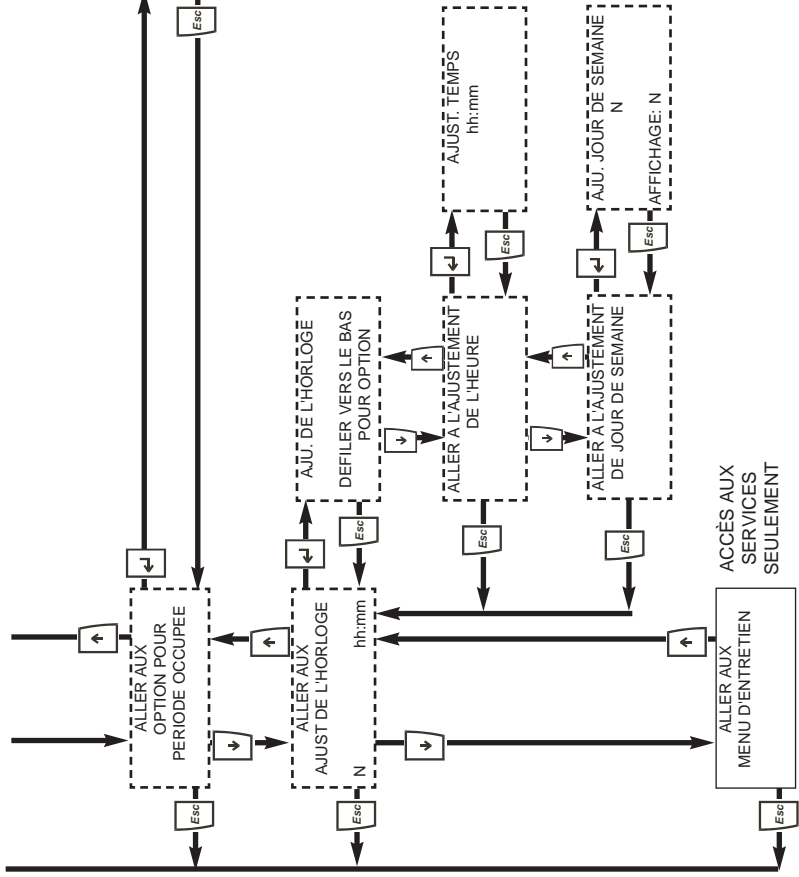 Esc
Esc
ALLER AUX
OPTION POUR
PERIODE OCCUPEE
Esc
ALLER AUX
AJUST DE L'HORLOGE
N hh:mm
Esc
AJU. DE L'HORLOGE
DEFILER VERS LE BAS
POUR OPTION
Esc
ALLER A L'AJUSTEMENT
DE L'HEURE
Esc
AJUST. TEMPS
hh:mm
Esc
ALLER A L'AJUSTEMENT
DE JOUR DE SEMAINE
Esc
AJU. JOUR DE SEMAINE
N
AFFICHAGE: N
Esc
ALLER AUX
MENU D'ENTRETIEN
Esc
ACCÈS AUX
SERVICES
SEULEMENT